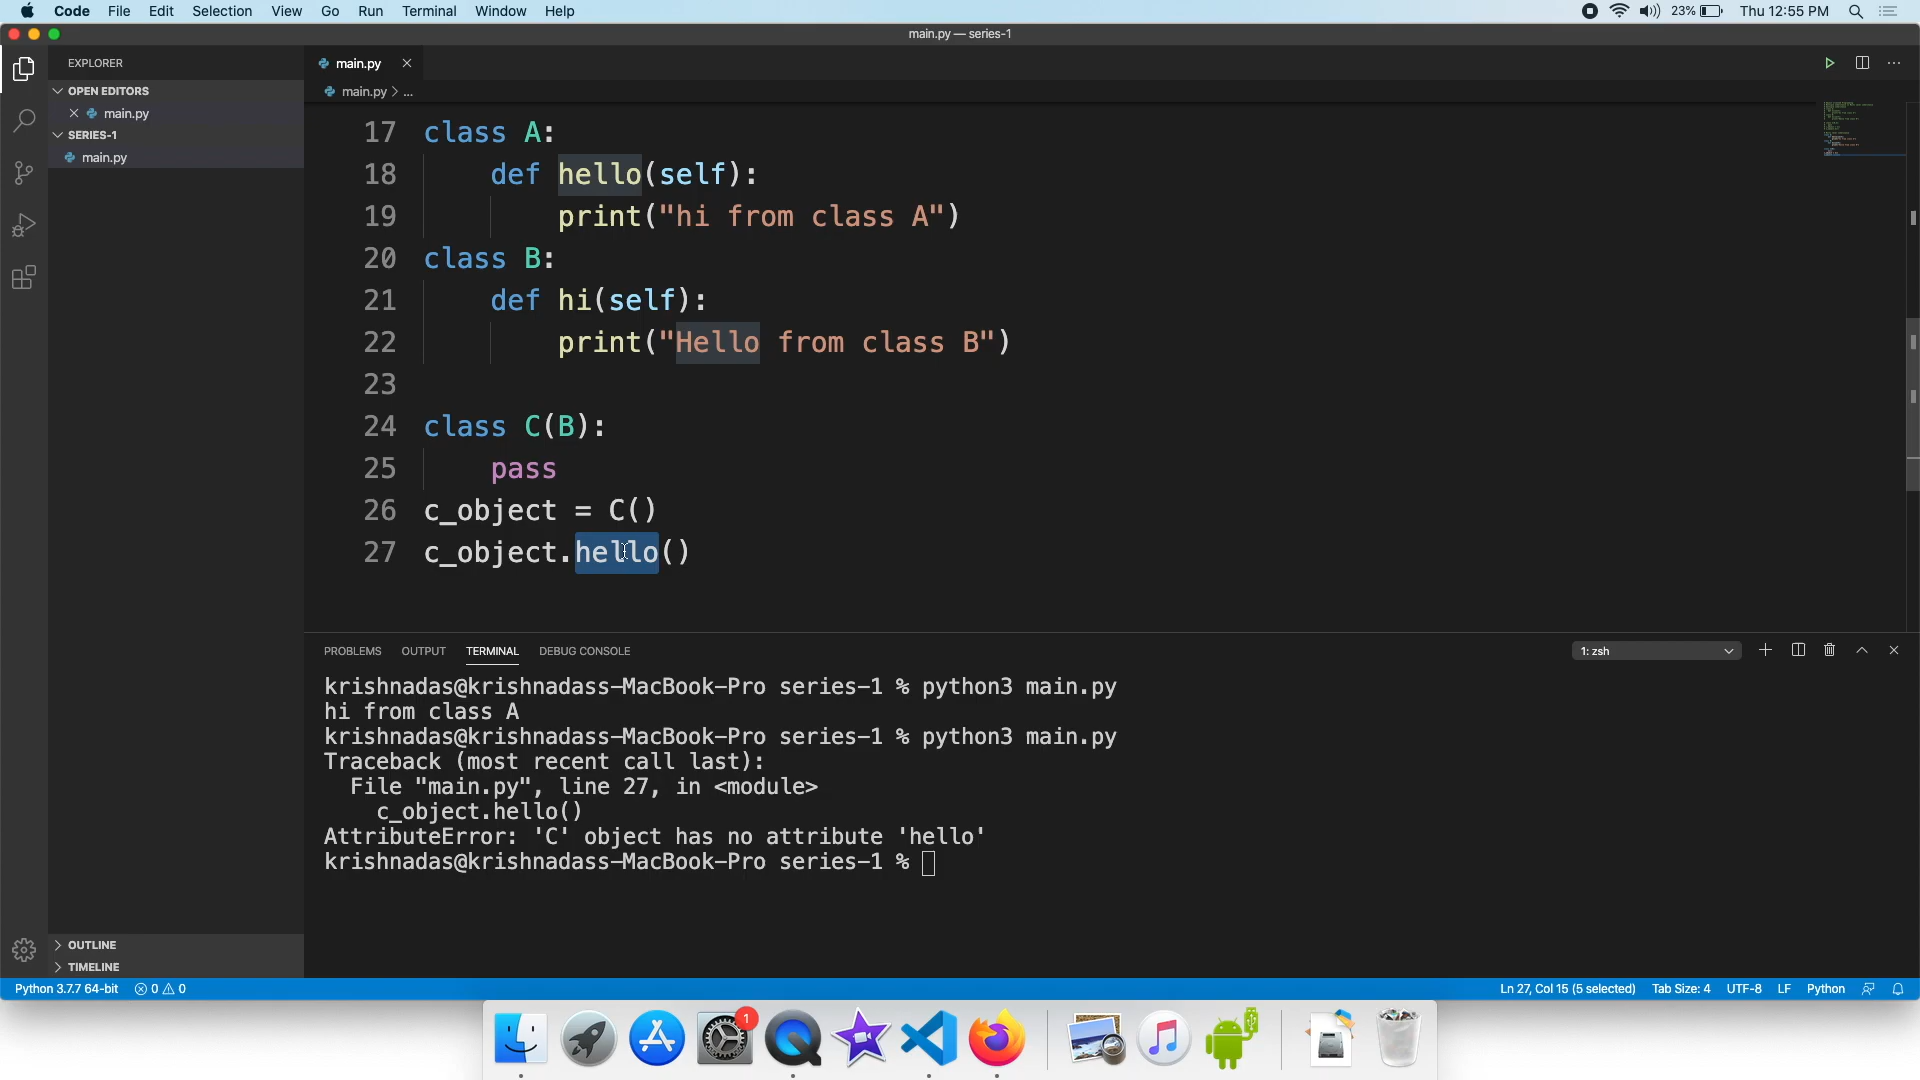 Code File Edit Selection View Go Run Terminal Window Help 23% Thu 12:55 PM
main.py — series-1
EXPLORER
main.py
OPEN EDITORS
main.py
main.py > ...
SERIES-1
main.py
17 class A:
18 def hello(self):
19 print("hi from class A")
20 class B:
21 def hi(self):
22 print("Hello from class B")
23
24 class C(B):
25 pass
26 c_object = C()
27 c_object.hello()
PROBLEMS OUTPUT TERMINAL DEBUG CONSOLE 1: zsh
krishnadas@krishnadass-MacBook-Pro series-1 % python3 main.py
hi from class A
krishnadas@krishnadass-MacBook-Pro series-1 % python3 main.py
Traceback (most recent call last):
File "main.py", line 27, in <module>
c_object.hello()
AttributeError: 'C' object has no attribute 'hello'
krishnadas@krishnadass-MacBook-Pro series-1 %
OUTLINE
TIMELINE
Python 3.7.7 64-bit 0 0 Ln 27, Col 15 (5 selected) Tab Size: 4 UTF-8 LF Python
1